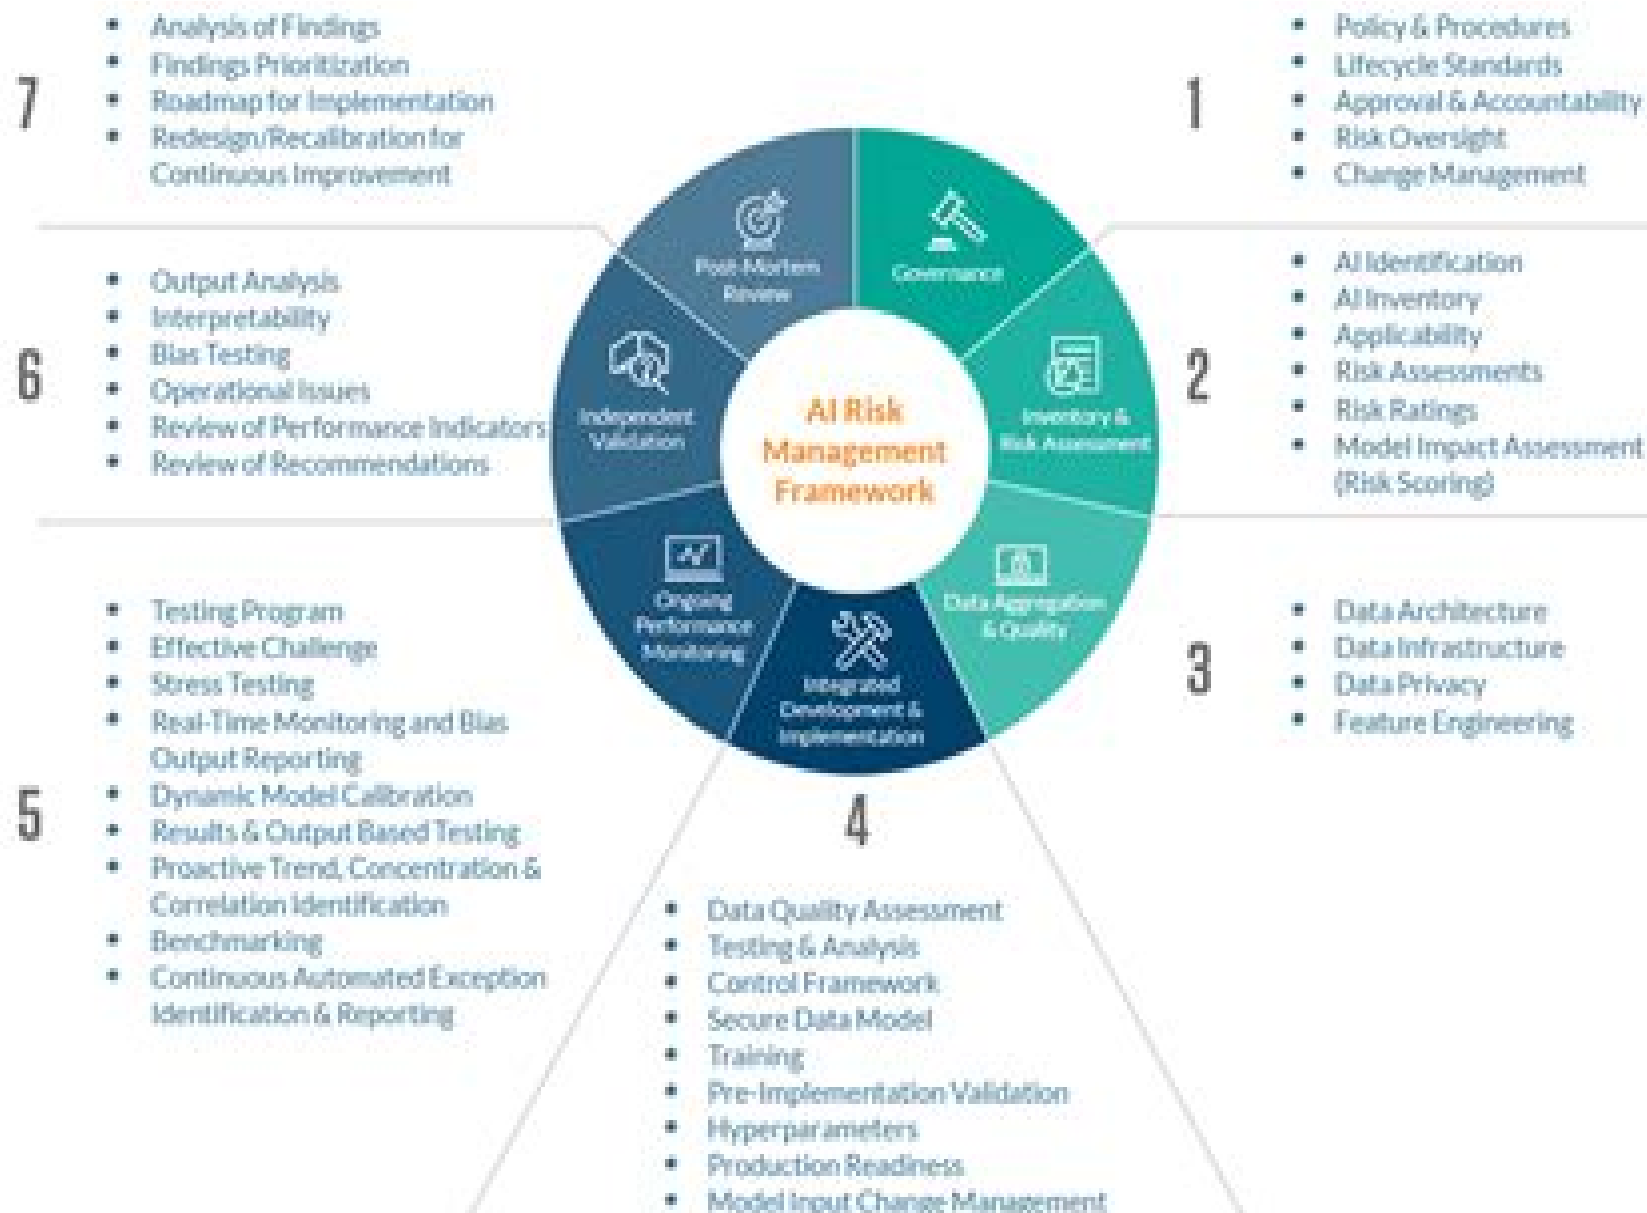 7
Analysis of Findings
Findings Prioritization
Roadmap for Implementation
Redesign/Recalibration for
Continuous Improvement
1
Policy & Procedures
Lifecycle Standards
Approval & Accountability
Risk Oversight
Change Management
Post-Mortem
Review
Governance
6
Output Analysis
Interpretability
Bias Testing
Operational Issues
Review of Performance Indicators
Review of Recommendations
Independent
Validation
AI Risk
Management
Framework
Inventory &
Risk Assessment
2
AI Identification
AI Inventory
Applicability
Risk Assessments
Risk Ratings
Model Impact Assessment
(Risk Scoring)
Ongoing
Performance
Monitoring
Integrated
Development &
Implementation
Data Aggregation
& Quality
3
Data Architecture
Data Infrastructure
Data Privacy
Feature Engineering
5
Testing Program
Effective Challenge
Stress Testing
Real-Time Monitoring and Bias
Output Reporting
Dynamic Model Calibration
Results & Output Based Testing
Proactive Trend, Concentration &
Correlation Identification
Benchmarking
Continuous Automated Exception
Identification & Reporting
4
Data Quality Assessment
Testing & Analysis
Control Framework
Secure Data Model
Training
Pre-Implementation Validation
Hyperparameters
Production Readiness
Model Input Change Management